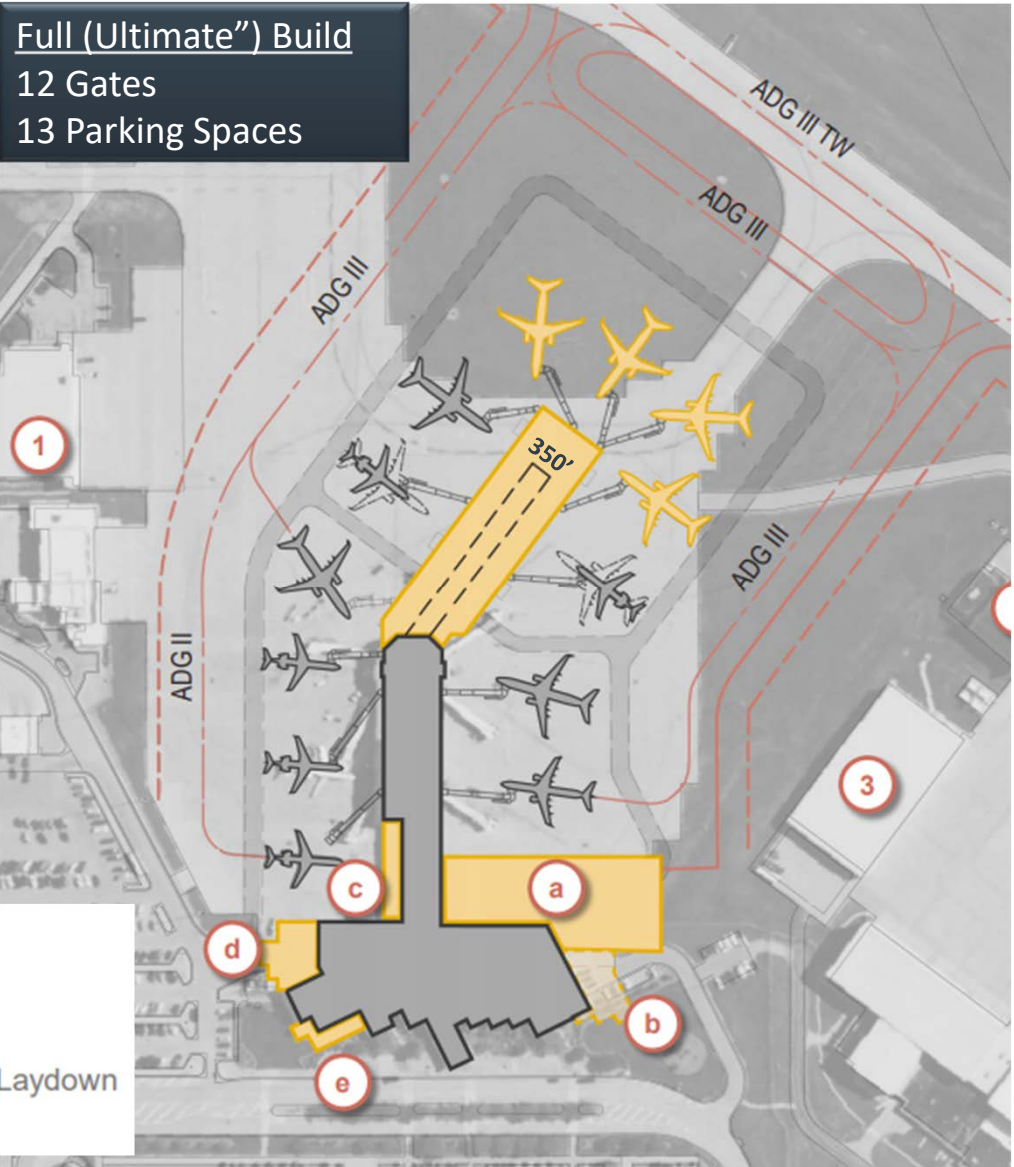 Full (Ultimate”) Build
12 Gates
13 Parking Spaces
ADG III TW
ADG III
ADG III
1
350’
ADG III
ADG II
3
c
a
d
b
Laydown
e